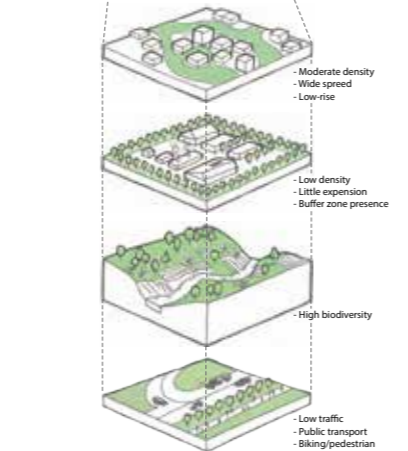 - Moderate density
- Wide spreed
- Low-rise
- Low density
- Little expension
- Buffer zone presence
- High biodiversity
- Low traffic
- Public transport
- Biking/pedestrian